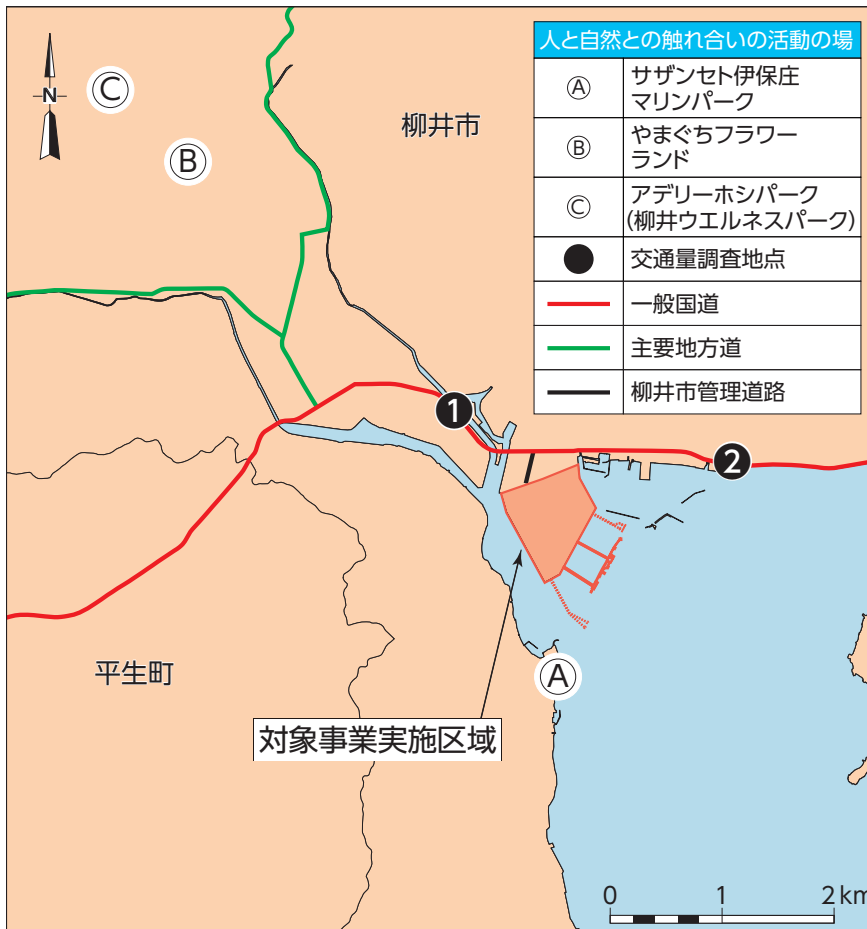 人と自然との触れ合いの活動の場
Ⓐ サザンセト伊保庄
マリンパーク
Ⓑ やまぐちフラワー
ランド
Ⓒ アデリーホシパーク
(柳井ウエルネスパーク)
交通量調査地点
一般国道
主要地方道
柳井市管理道路
N
Ⓒ
柳井市
Ⓑ
1
2
平生町
Ⓐ
対象事業実施区域
0 1 2km